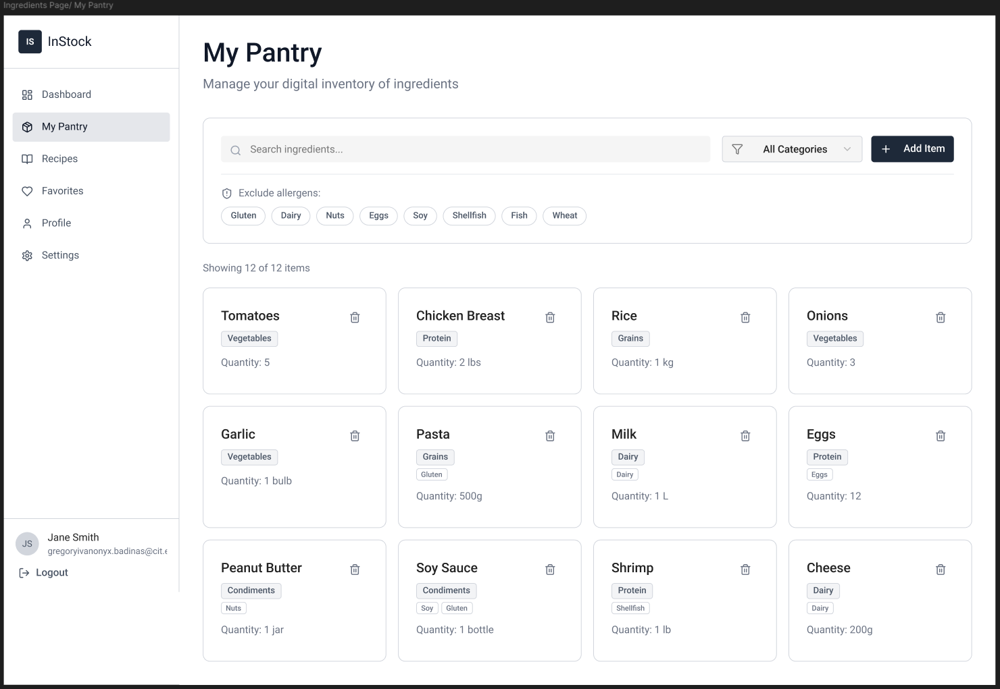 Ingredients Page/ My Pantry
IS InStock
Dashboard
My Pantry
Recipes
Favorites
Profile
Settings
JS
Jane Smith
gregoryivanonyx.badinas@cit.e
Logout
My Pantry
Manage your digital inventory of ingredients
Search ingredients... All Categories + Add Item
Exclude allergens:
Gluten Dairy Nuts Eggs Soy Shellfish Fish Wheat
Showing 12 of 12 items
Tomatoes
Vegetables
Quantity: 5
Chicken Breast
Protein
Quantity: 2 lbs
Rice
Grains
Quantity: 1 kg
Onions
Vegetables
Quantity: 3
Garlic
Vegetables
Quantity: 1 bulb
Pasta
Grains
Gluten
Quantity: 500g
Milk
Dairy
Dairy
Quantity: 1 L
Eggs
Protein
Eggs
Quantity: 12
Peanut Butter
Condiments
Nuts
Quantity: 1 jar
Soy Sauce
Condiments
Soy Gluten
Quantity: 1 bottle
Shrimp
Protein
Shellfish
Quantity: 1 lb
Cheese
Dairy
Dairy
Quantity: 200g